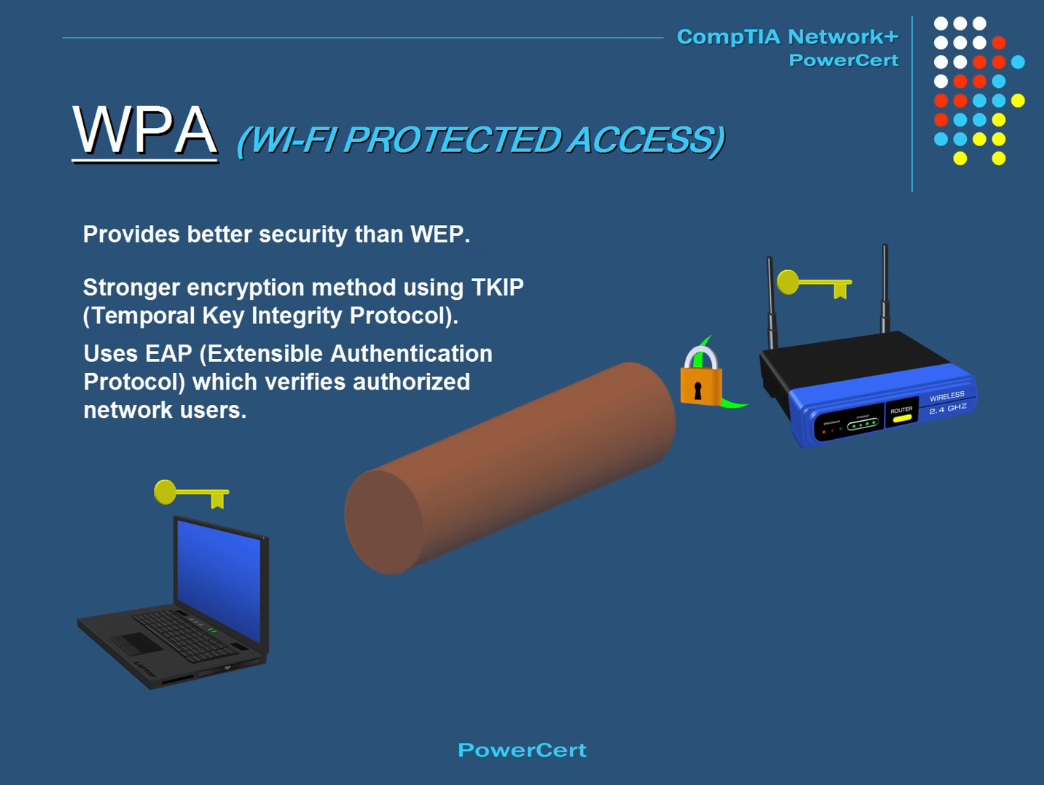 CompTIA Network+
PowerCert
WPA (WI-FI PROTECTED ACCESS)
Provides better security than WEP.
Stronger encryption method using TKIP
(Temporal Key Integrity Protocol).
Uses EAP (Extensible Authentication
Protocol) which verifies authorized
network users.
WIRELESS
ROUTER
2.4 GHZ
PowerCert